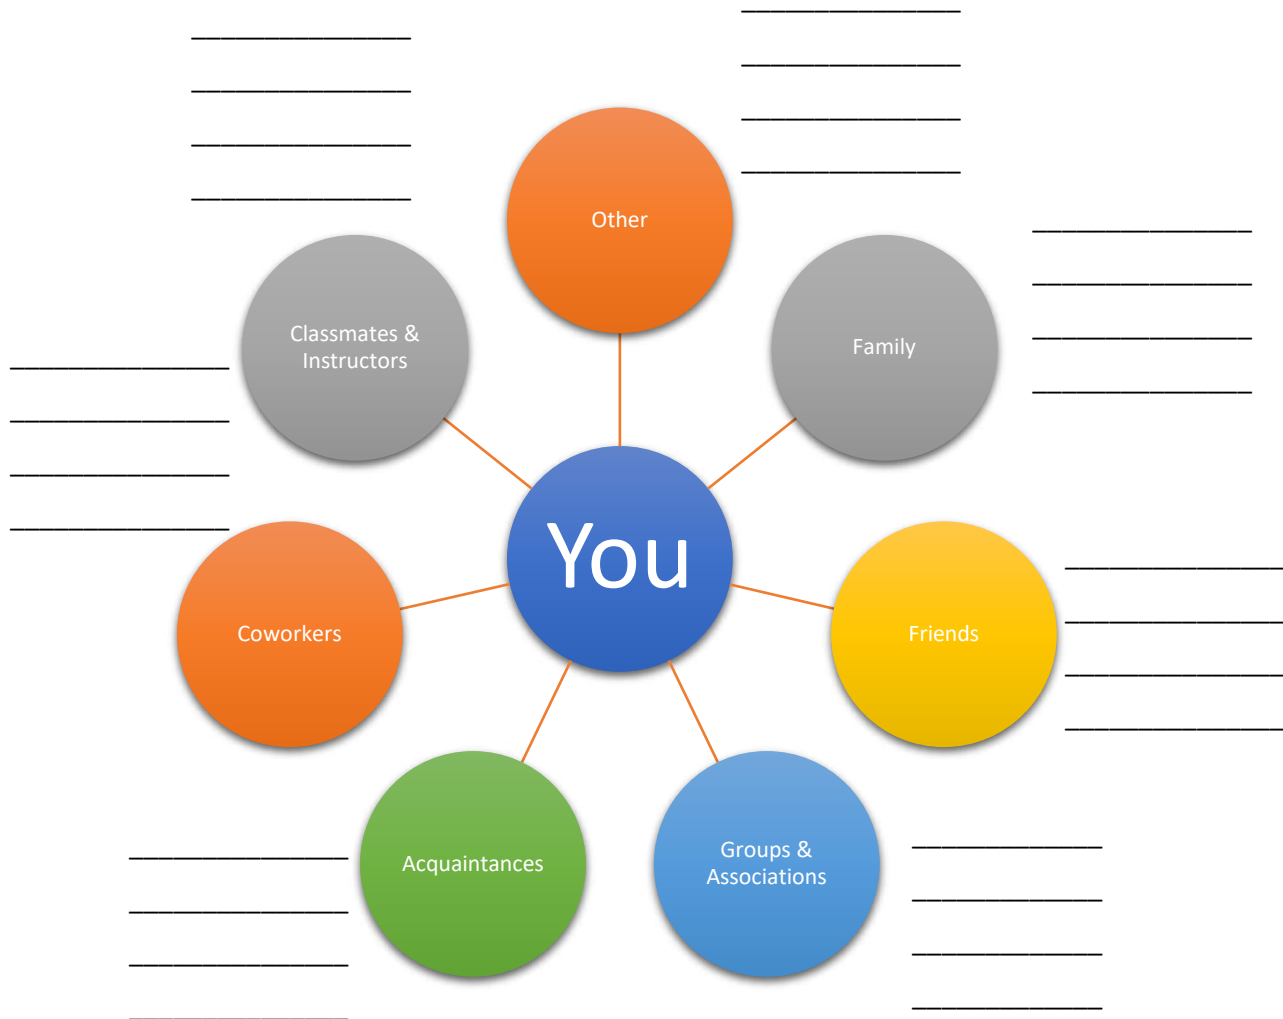 Other
Classmates &
Instructors
Family
You
Coworkers
Friends
Acquaintances
Groups &
Associations